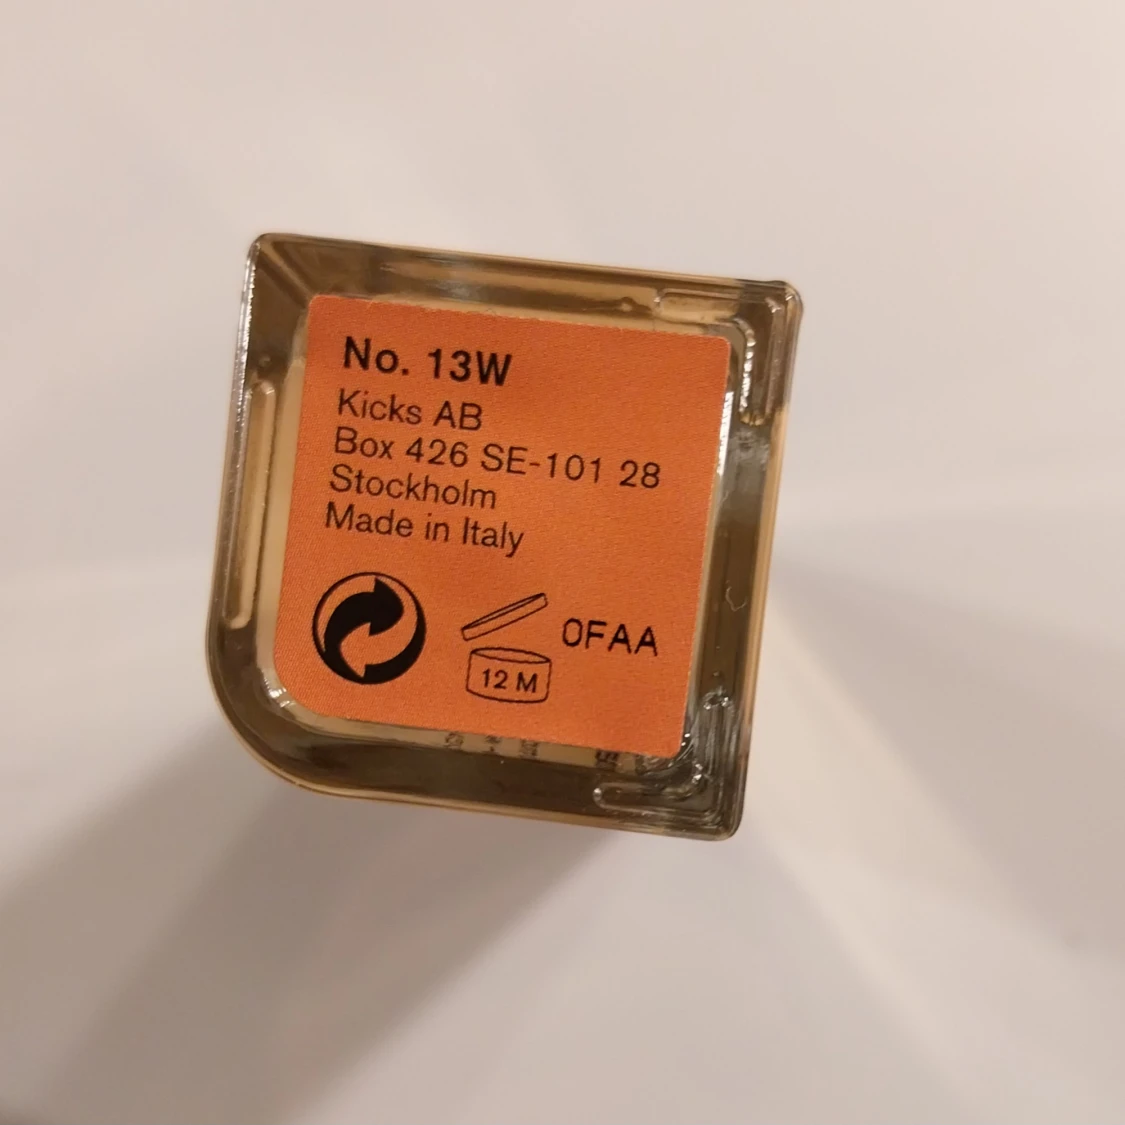 No. 13W
Kicks AB
Box 426 SE-101 28
Stockholm
Made in Italy
12 M
0FAA